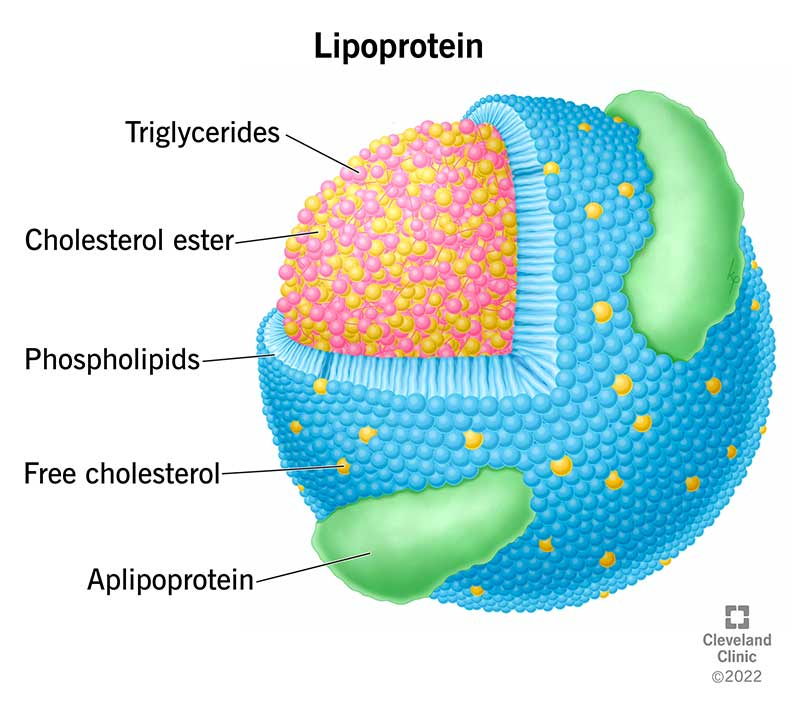 Lipoprotein
Triglycerides
Cholesterol ester
Phospholipids
Free cholesterol
Aplipoprotein
Cleveland
Clinic
©2022